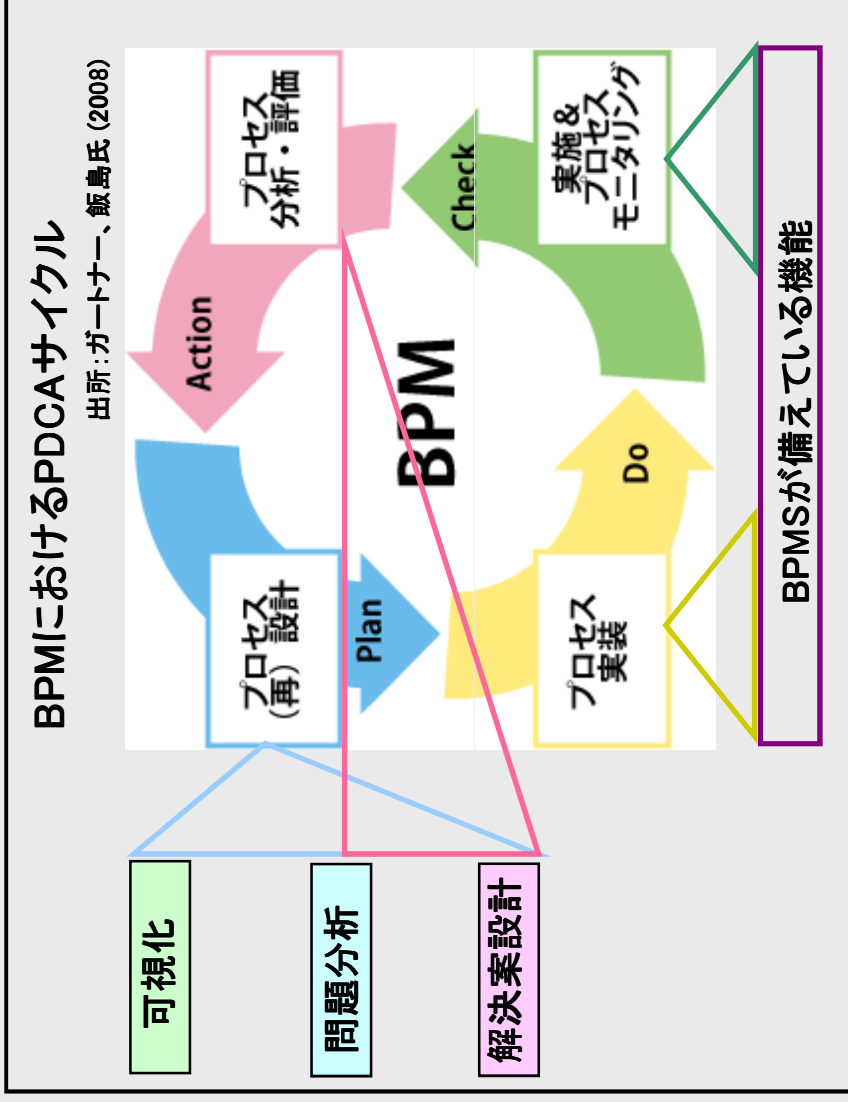 BPMにおけるPDCAサイクル
出所：ガートナー、飯島氏(2008)
可視化
問題分析
解決案設計
プロセス
（再）設計
Plan
Action
プロセス
分析・評価
BPM
プロセス
実装
Do
Check
実施＆
プロセス
モニタリング
BPMSが備えている機能